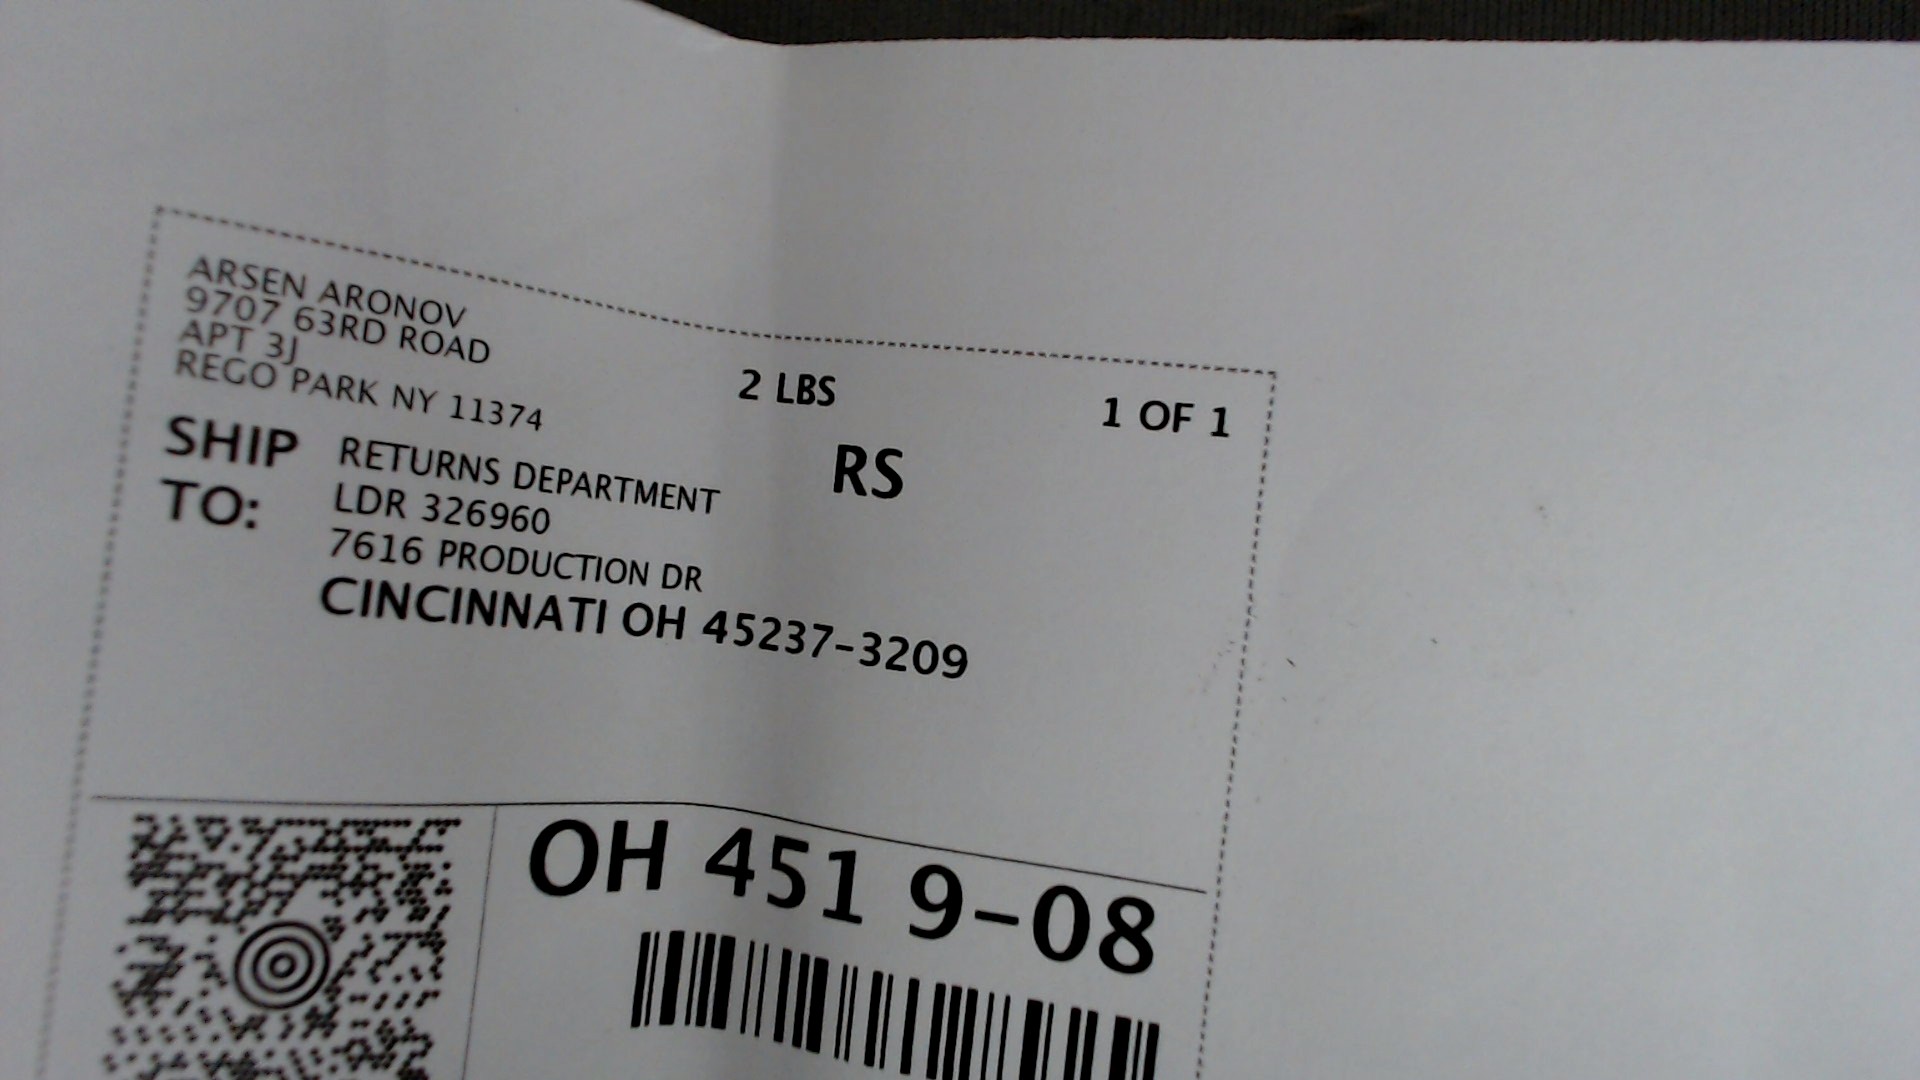 ARSEN ARONOV
9707 63RD ROAD
APT 3J
REGO PARK NY 11374
2 LBS
1 OF 1
RS
SHIP TO:
RETURNS DEPARTMENT
LDR 326960
7616 PRODUCTION DR
CINCINNATI OH 45237-3209
OH 451 9-08